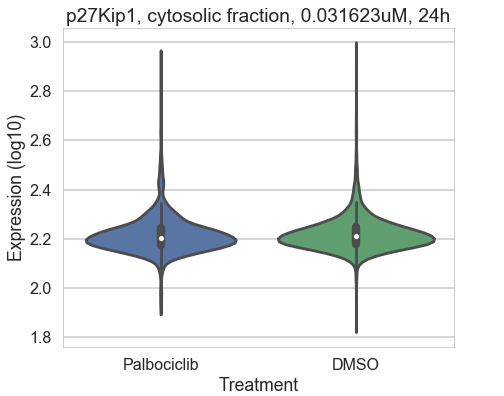 p27Kip1, cytosolic fraction, 0.031623uM, 24h
3.0
2.8
2.6
2.4
2.2
2.0
1.8
Expression (log10)
Palbociclib DMSO
Treatment